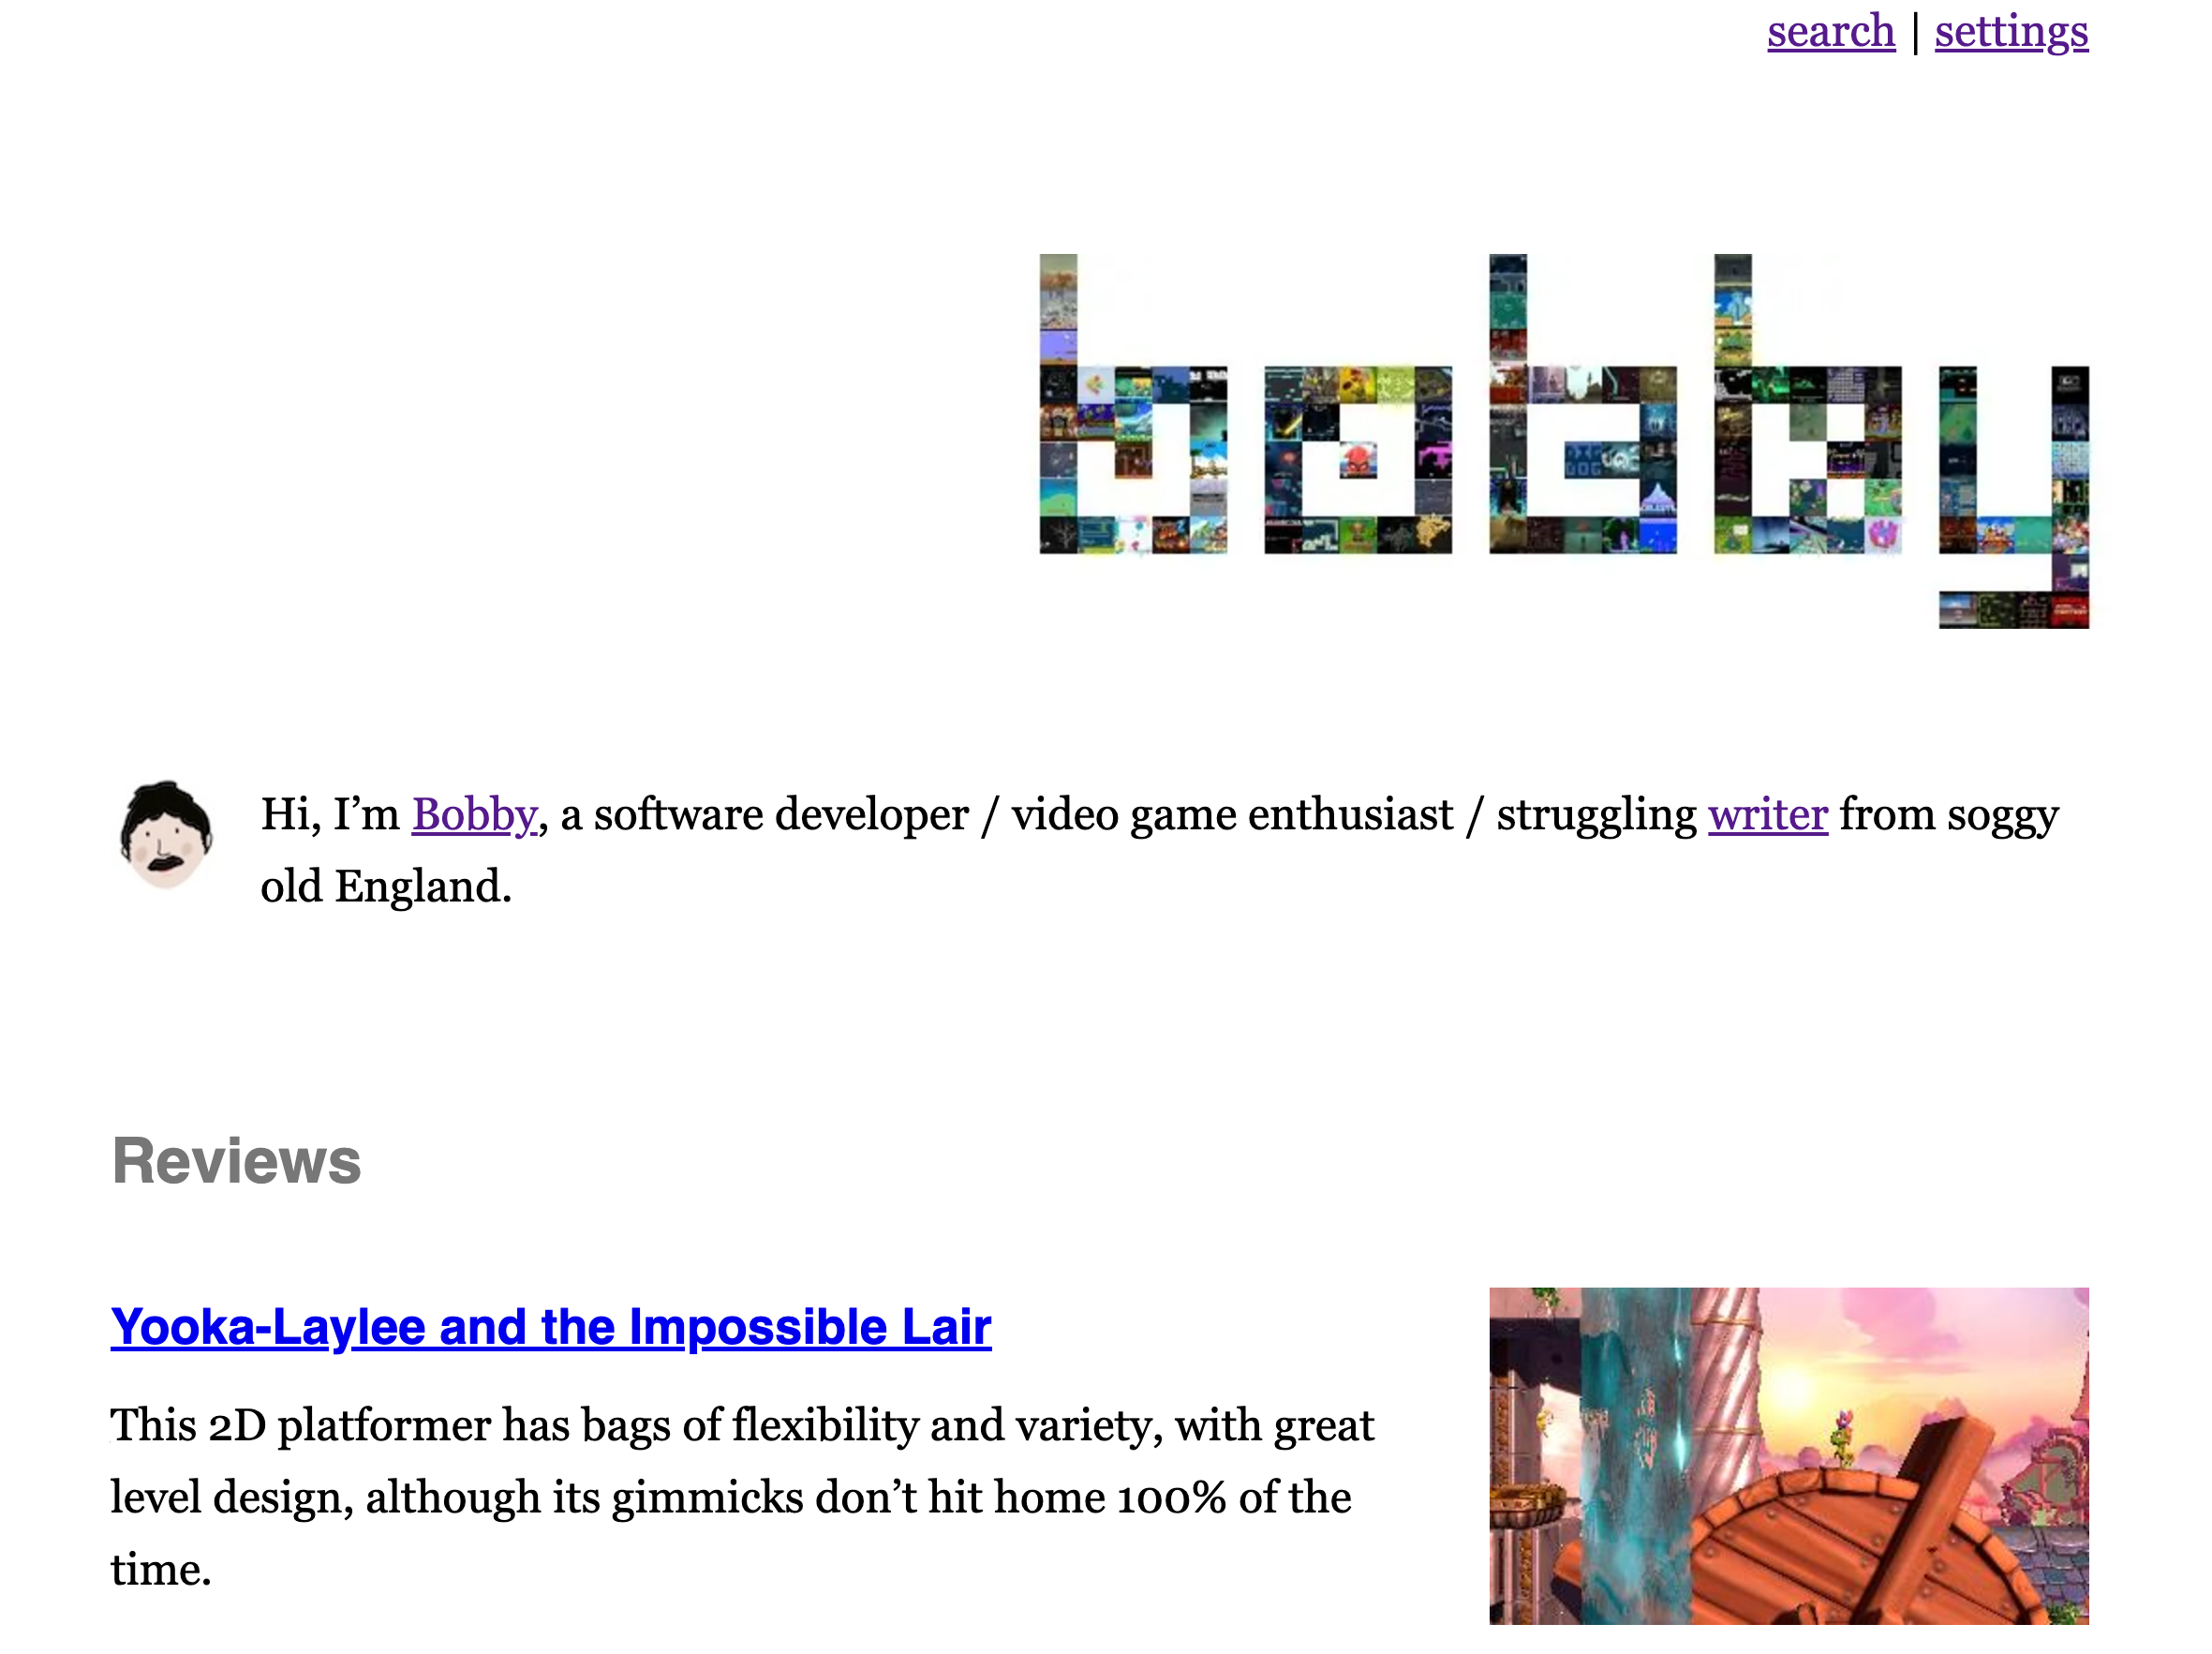 search | settings
bobby
Hi, I’m Bobby, a software developer / video game enthusiast / struggling writer from soggy
old England.
Reviews
Yooka-Laylee and the Impossible Lair
This 2D platformer has bags of flexibility and variety, with great
level design, although its gimmicks don’t hit home 100% of the
time.